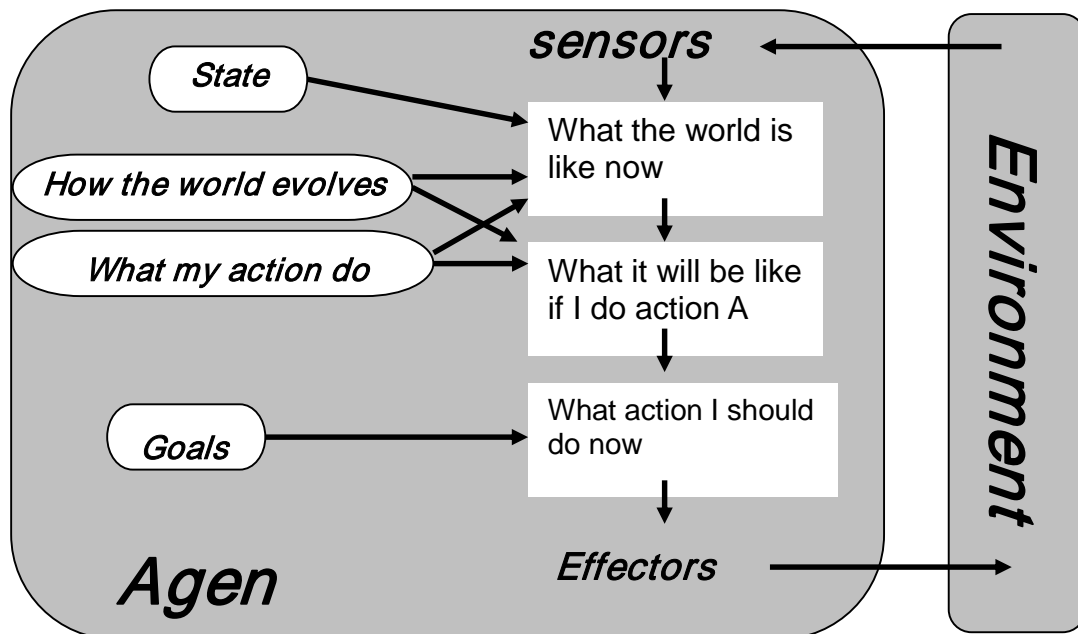 sensors
State
What the world is
like now
How the world evolves
What my action do
What it will be like
if I do action A
What action I should
do now
Goals
Effectors
Agen
Environment